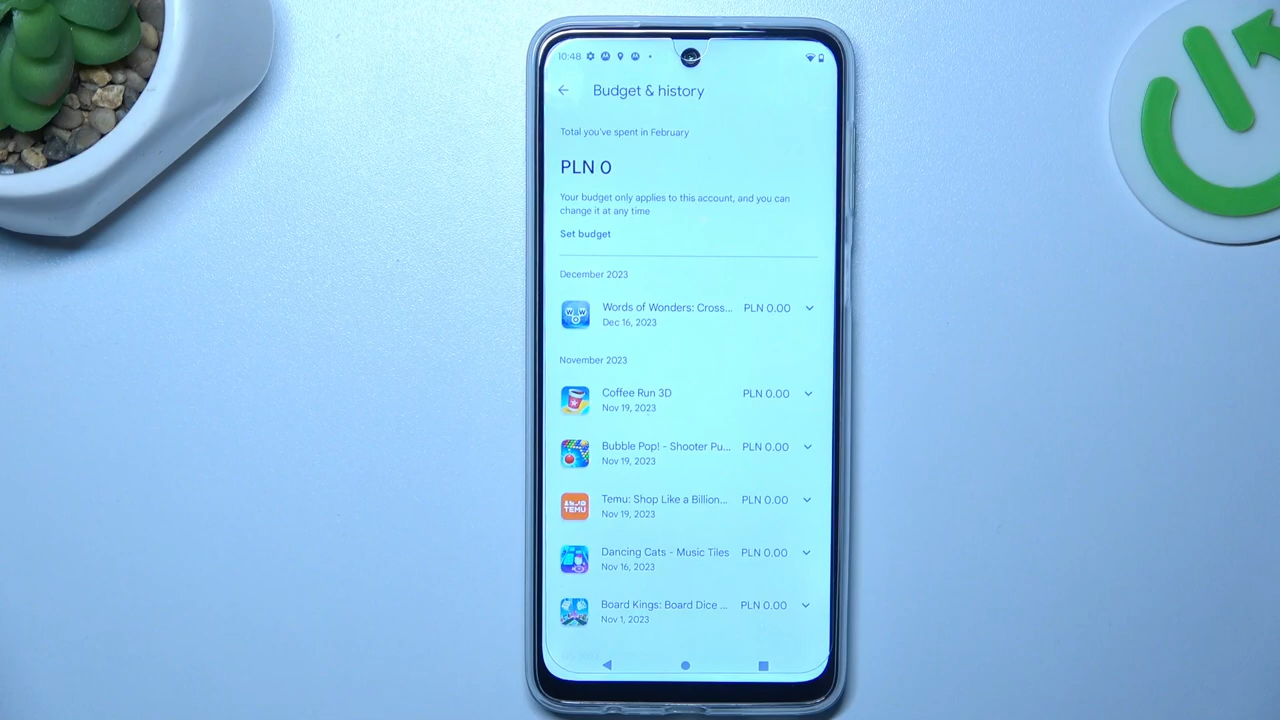 10:48
Budget & history
Total you've spent in February
PLN 0
Your budget only applies to this account, and you can
change it at any time
Set budget
December 2023
Words of Wonders: Cross... PLN 0.00
Dec 16, 2023
November 2023
Coffee Run 3D PLN 0.00
Nov 19, 2023
Bubble Pop! - Shooter Pu... PLN 0.00
Nov 19, 2023
Temu: Shop Like a Billion... PLN 0.00
TEMU
Nov 19, 2023
Dancing Cats - Music Tiles PLN 0.00
Nov 16, 2023
Board Kings: Board Dice ... PLN 0.00
Nov 1, 2023